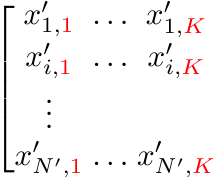 x′1,1 … x′1,K
x′i,1 … x′i,K
⋮
x′N′,1 … x′N′,K